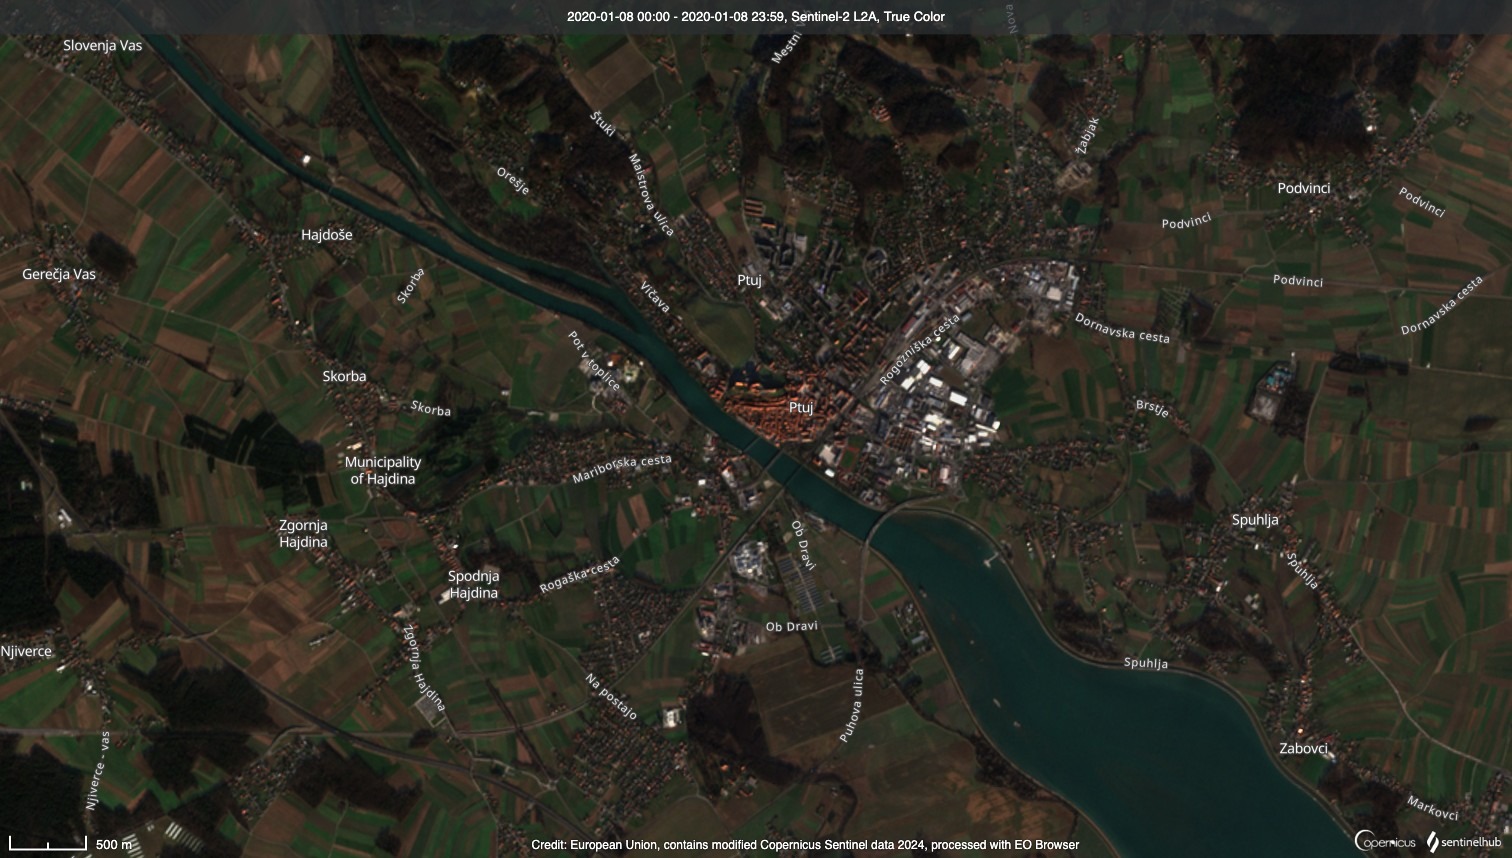 2020-01-08 00:00 - 2020-01-08 23:59, Sentinel-2 L2A, True Color
Nova
Mestni
Slovenja Vas
Štuki
Žabjak
Orešje
Maistrova ulica
Podvinci
Podvinci
Podvinci
Hajdoše
Gerečja Vas
Skorba
Ptuj
Vičava
Podvinci
Dornavska cesta
Dornavska cesta
Rogozniška cesta
Pot v toplice
Skorba
Skorba
Ptuj
Brstje
Mariborska cesta
Municipality
of Hajdina
Zgornja
Hajdina
Spuhlja
Ob Dravi
Spuhlja
Spodnja
Hajdina
Rogaška cesta
Ob Dravi
Njiverce
Zgornja Hajdina
Spuhlja
Na postajo
Puhova ulica
Zabovci
Njiverce - vas
Markovci
500 m
Credit: European Union, contains modified Copernicus Sentinel data 2024, processed with EO Browser
opernicus
sentinelhub